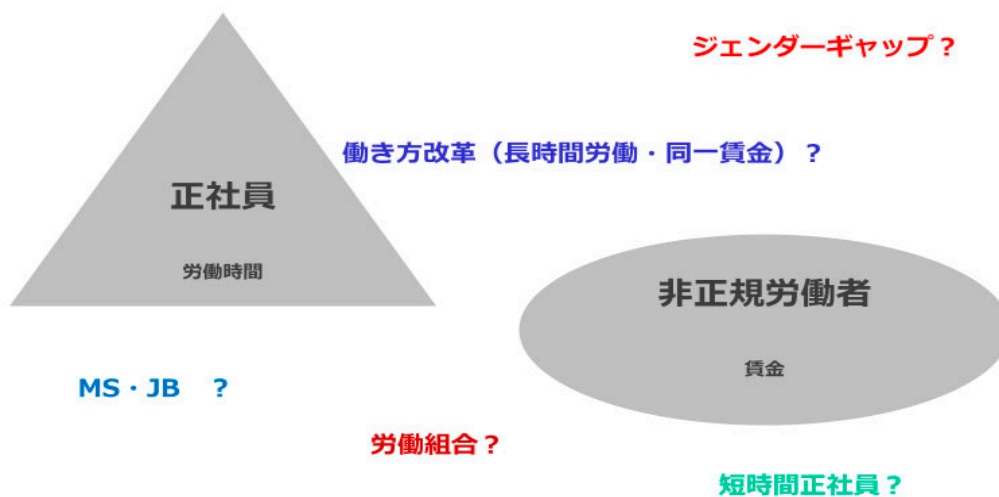 ジェンダーギャップ？
働き方改革（長時間労働・同一賃金）？
正社員
労働時間
非正規労働者
賃金
MS・JB　？
労働組合？
短時間正社員？